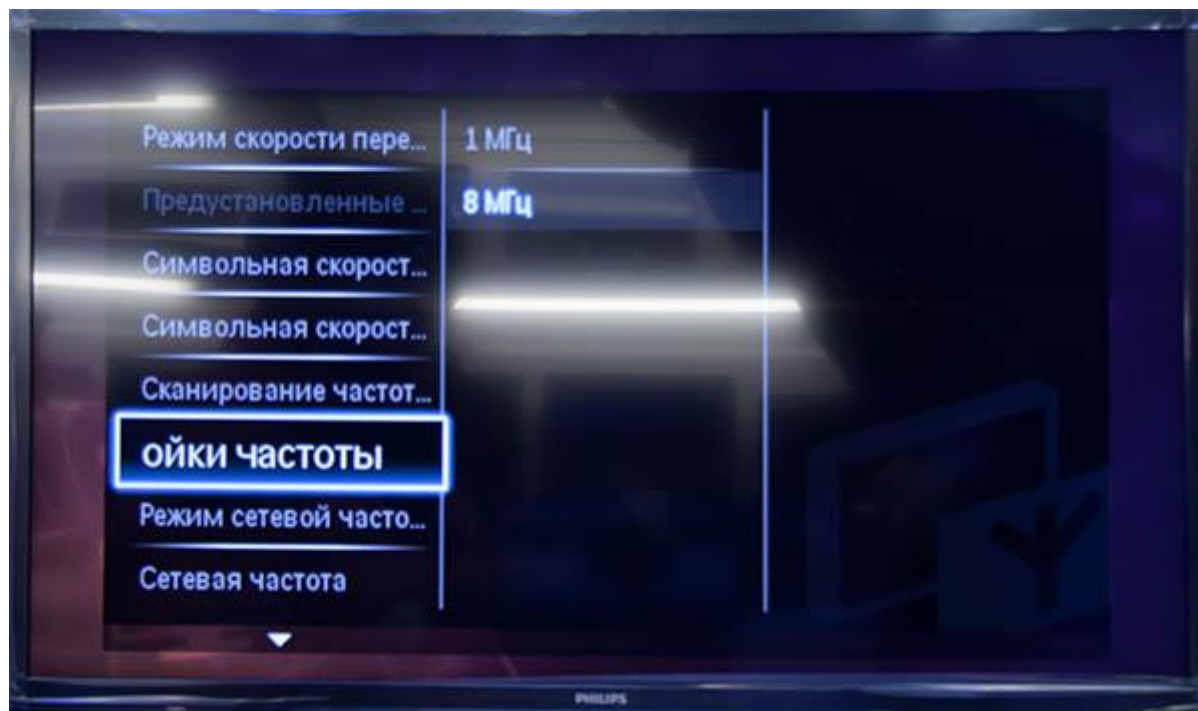 Режим скорости пере...
1 МГц
Предустановленные ...
8 МГц
Символьная скорост...
Символьная скорост...
Сканирование частот...
ойки частоты
Режим сетевой часто...
Сетевая частота
PHILIPS